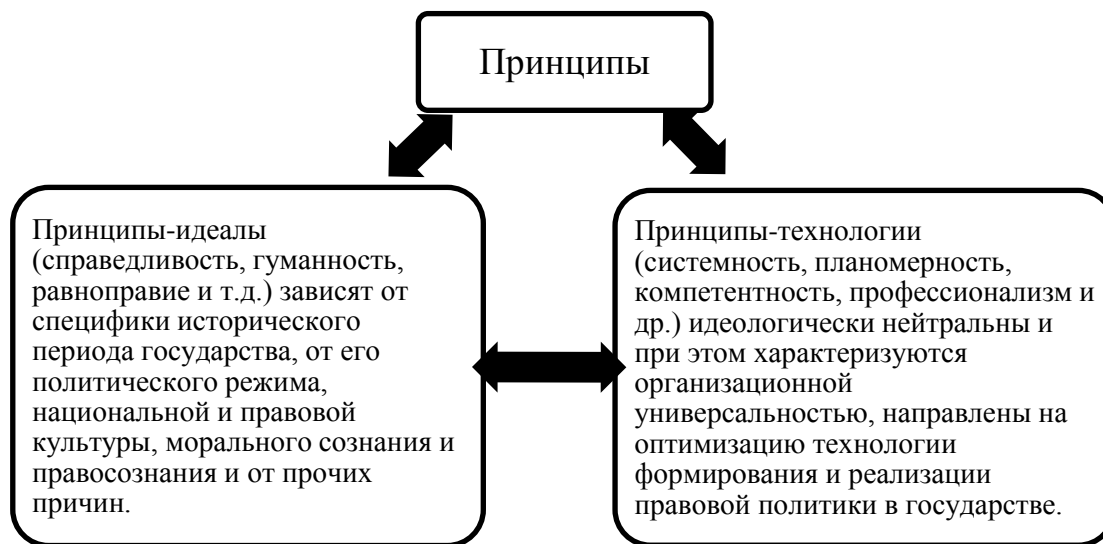 Принципы
Принципы-идеалы
(справедливость, гуманность,
равноправие и т.д.) зависят от
специфики исторического
периода государства, от его
политического режима,
национальной и правовой
культуры, морального сознания и
правосознания и от прочих
причин.
Принципы-технологии
(системность, планомерность,
компетентность, профессионализм и
др.) идеологически нейтральны и
при этом характеризуются
организационной
универсальностью, направлены на
оптимизацию технологии
формирования и реализации
правовой политики в государстве.